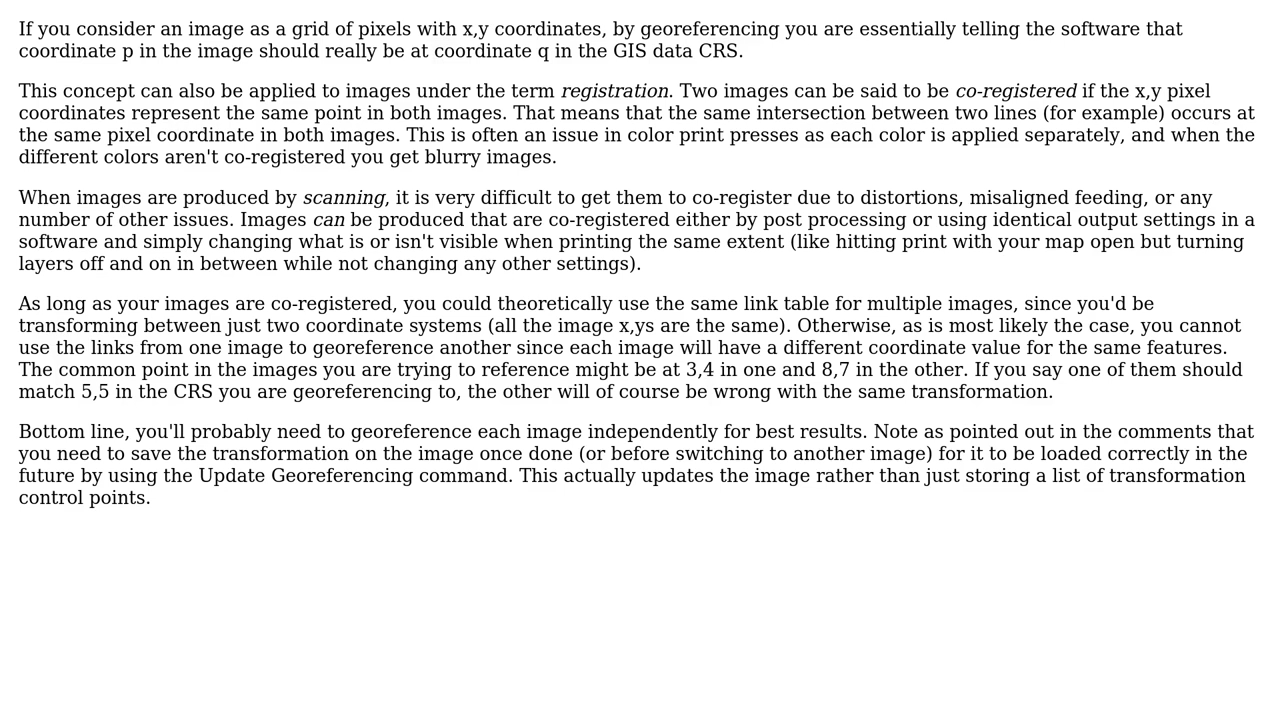 If you consider an image as a grid of pixels with x,y coordinates, by georeferencing you are essentially telling the software that
coordinate p in the image should really be at coordinate q in the GIS data CRS.
This concept can also be applied to images under the term registration. Two images can be said to be co-registered if the x,y pixel
coordinates represent the same point in both images. That means that the same intersection between two lines (for example) occurs at
the same pixel coordinate in both images. This is often an issue in color print presses as each color is applied separately, and when the
different colors aren't co-registered you get blurry images.
When images are produced by scanning, it is very difficult to get them to co-register due to distortions, misaligned feeding, or any
number of other issues. Images can be produced that are co-registered either by post processing or using identical output settings in a
software and simply changing what is or isn't visible when printing the same extent (like hitting print with your map open but turning
layers off and on in between while not changing any other settings).
As long as your images are co-registered, you could theoretically use the same link table for multiple images, since you'd be
transforming between just two coordinate systems (all the image x,ys are the same). Otherwise, as is most likely the case, you cannot
use the links from one image to georeference another since each image will have a different coordinate value for the same features.
The common point in the images you are trying to reference might be at 3,4 in one and 8,7 in the other. If you say one of them should
match 5,5 in the CRS you are georeferencing to, the other will of course be wrong with the same transformation.
Bottom line, you'll probably need to georeference each image independently for best results. Note as pointed out in the comments that
you need to save the transformation on the image once done (or before switching to another image) for it to be loaded correctly in the
future by using the Update Georeferencing command. This actually updates the image rather than just storing a list of transformation
control points.